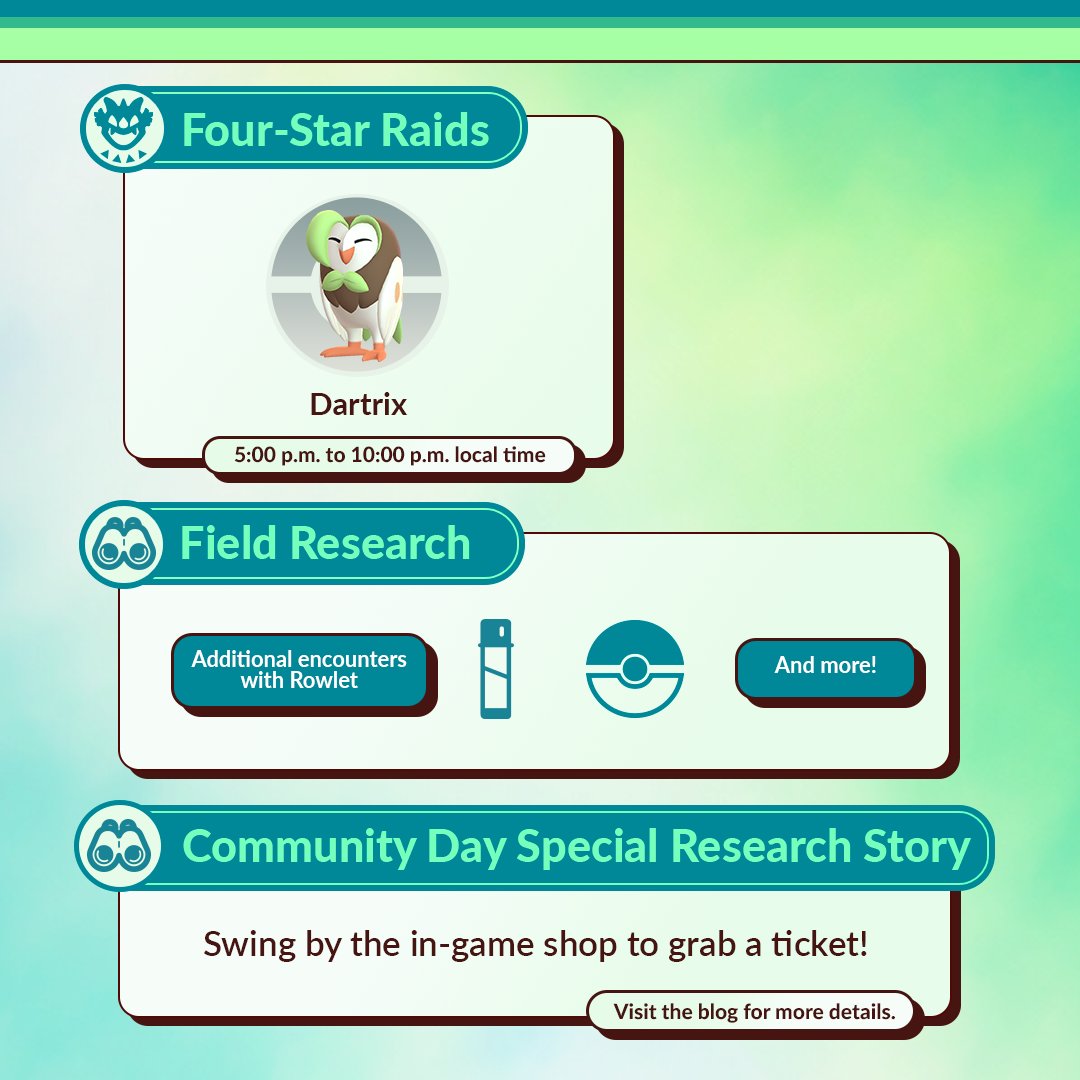 Four-Star Raids
Dartrix
5:00 p.m. to 10:00 p.m. local time
Field Research
Additional encounters
with Rowlet
And more!
Community Day Special Research Story
Swing by the in-game shop to grab a ticket!
Visit the blog for more details.